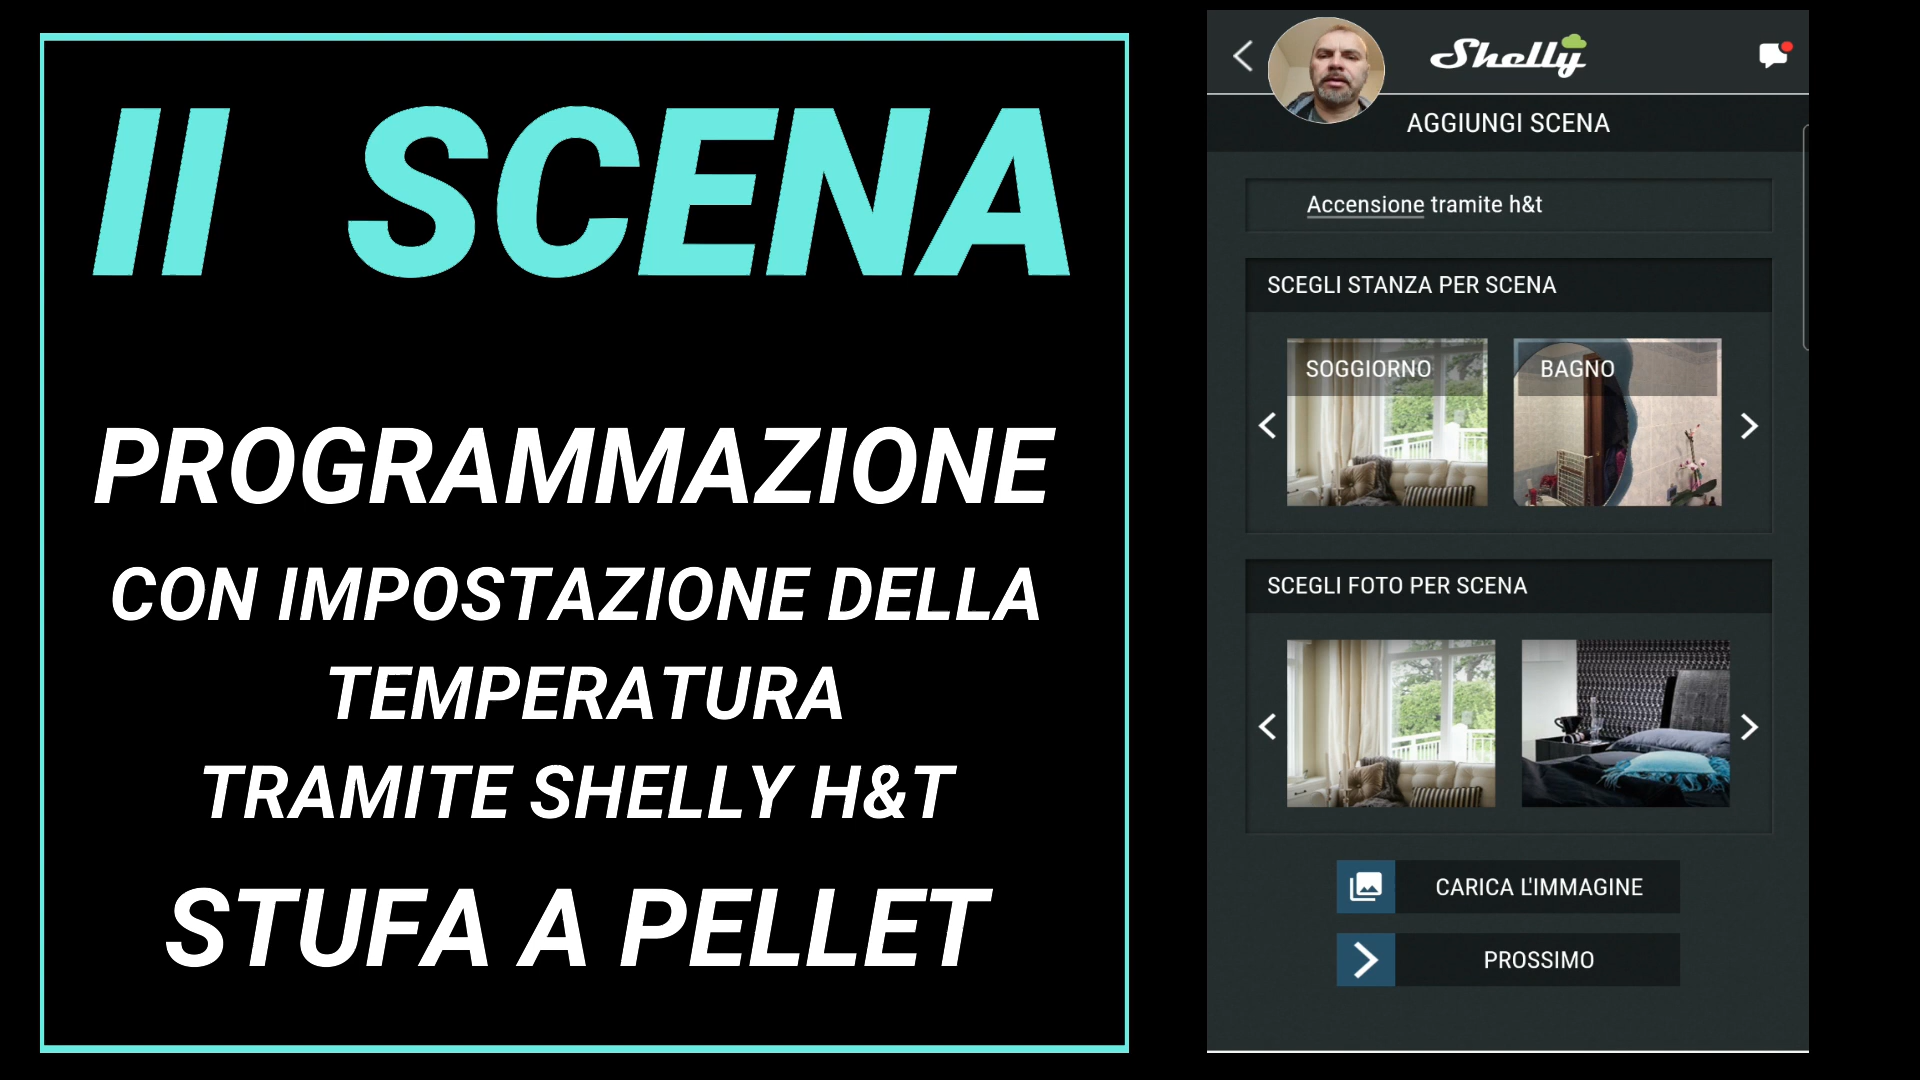 II SCENA
PROGRAMMAZIONE
CON IMPOSTAZIONE DELLA
TEMPERATURA
TRAMITE SHELLY H&T
STUFA A PELLET
Shelly
AGGIUNGI SCENA
Accensione tramite h&t
SCEGLI STANZA PER SCENA
SOGGIORNO
BAGNO
SCEGLI FOTO PER SCENA
CARICA L'IMMAGINE
PROSSIMO